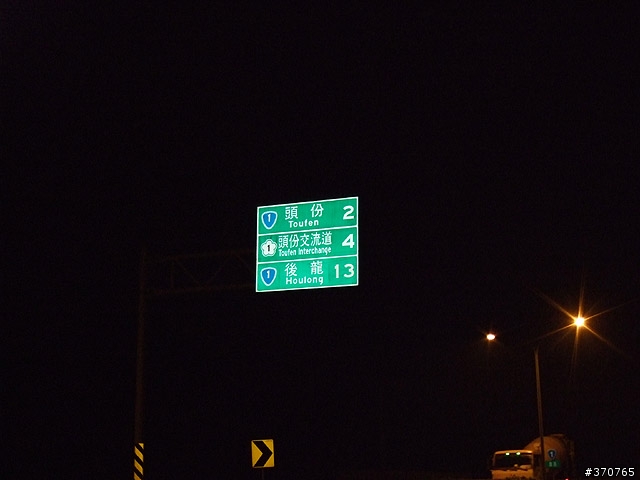 1 頭份 2
Toufen
1 頭份交流道 4
Toufen Interchange
1 後龍 13
Houlong
#370765